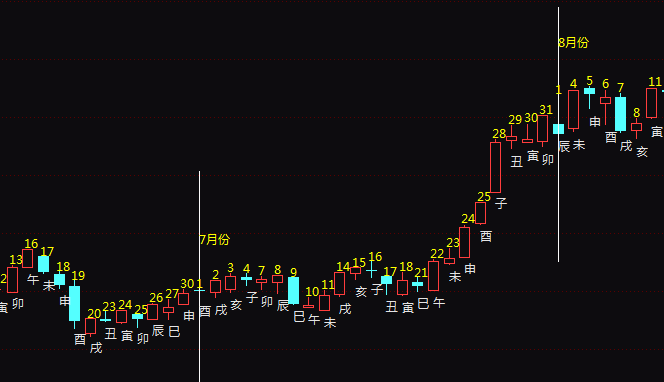 8月份
7月份
2 13 16 17 18 19 20 23 24 25 26 27 30 1 2 3 4 7 8 9 10 11 14 15 16 17 18 21 22 23 24 25 28 29 30 31 1 4 5 6 7 8 11
寅 卯 午 未 申 酉 戌 丑 寅 卯 辰 巳 申 酉 戌 亥 子 卯 辰 巳 午 未 戌 亥 子 丑 寅 巳 午 未 申 酉 子 丑 寅 卯 辰 未 申 酉 戌 亥 寅